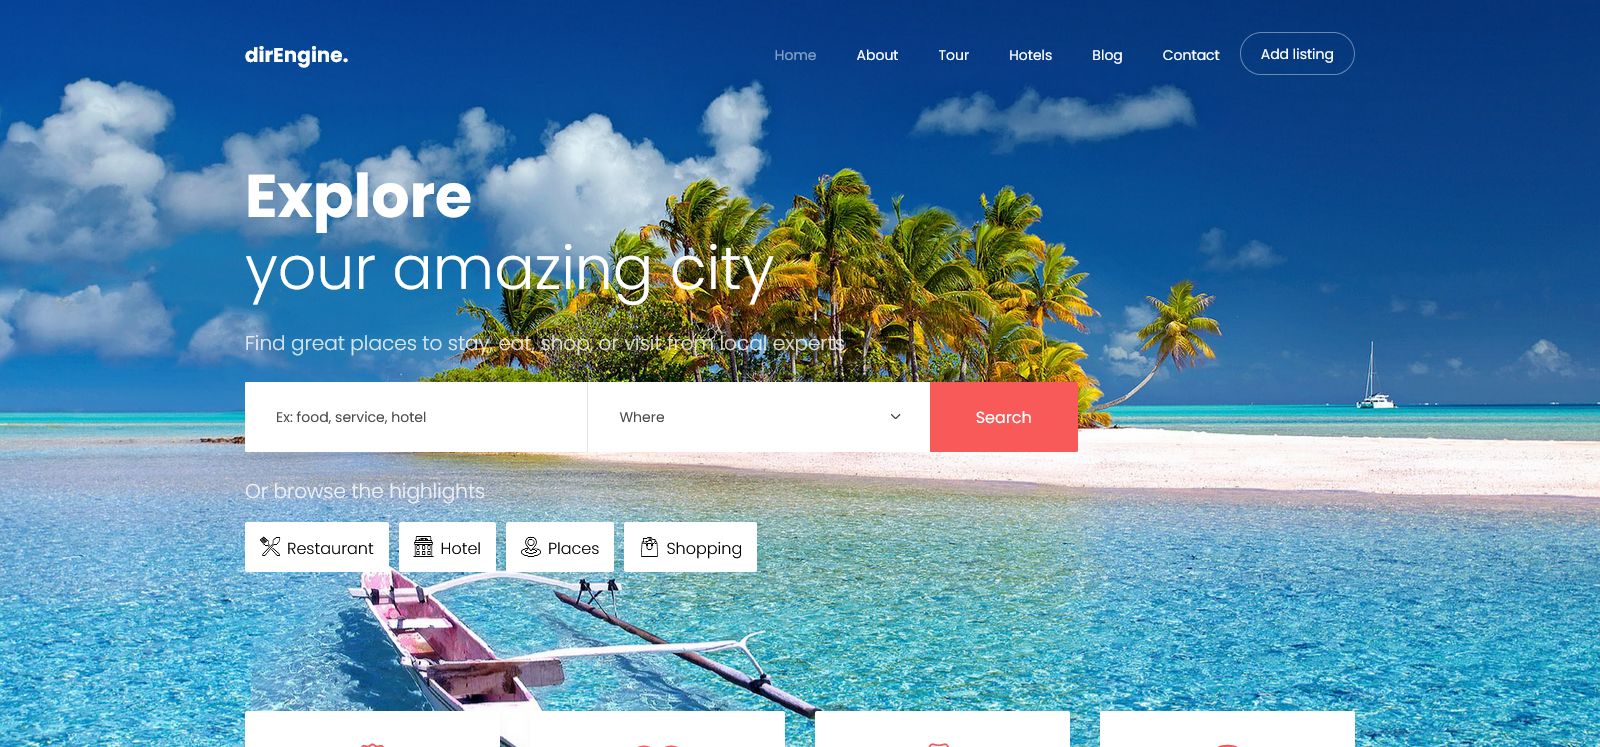 dirEngine.
Home About Tour Hotels Blog Contact Add listing
Explore
your amazing city
Find great places to stay, eat, shop, or visit from local experts
Ex: food, service, hotel Where Search
Or browse the highlights
Restaurant Hotel Places Shopping